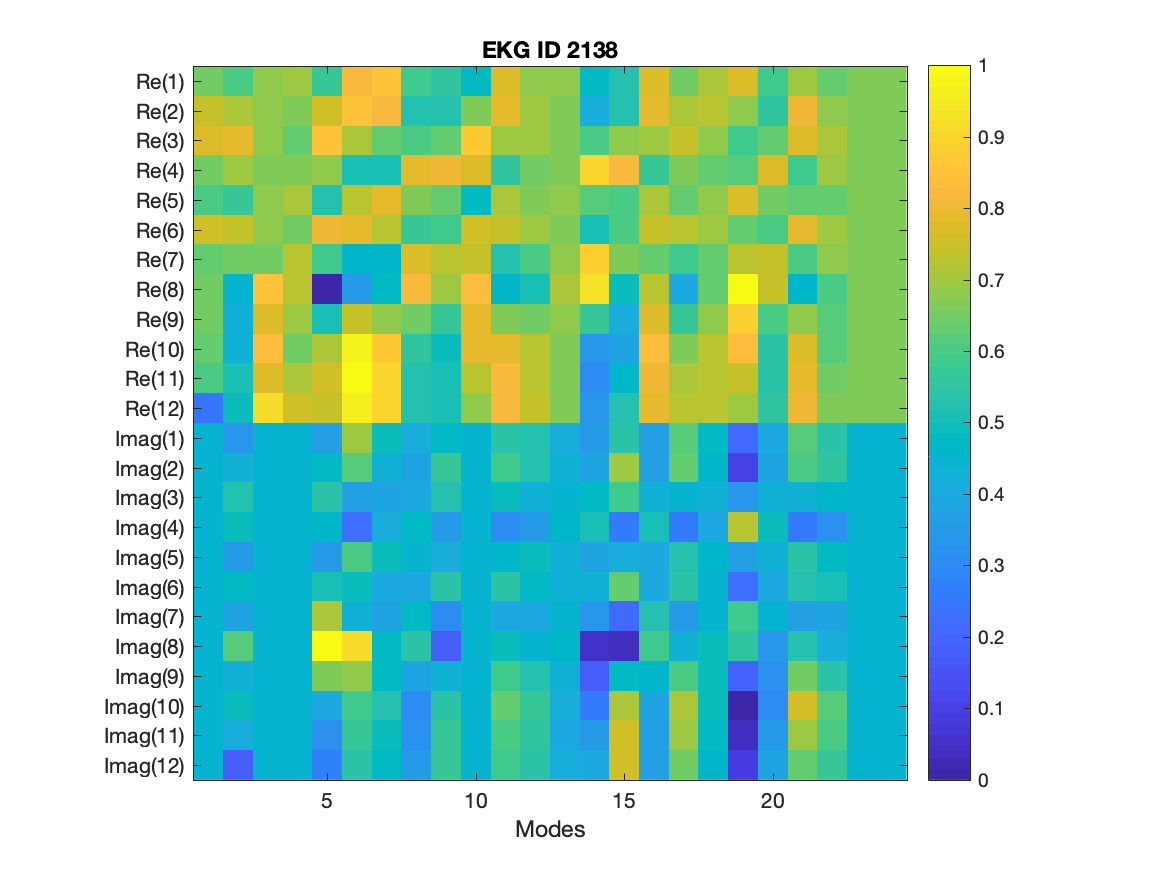 EKG ID 2138
Re(1)
Re(2)
Re(3)
Re(4)
Re(5)
Re(6)
Re(7)
Re(8)
Re(9)
Re(10)
Re(11)
Re(12)
Imag(1)
Imag(2)
Imag(3)
Imag(4)
Imag(5)
Imag(6)
Imag(7)
Imag(8)
Imag(9)
Imag(10)
Imag(11)
Imag(12)
5 10 15 20
Modes
1
0.9
0.8
0.7
0.6
0.5
0.4
0.3
0.2
0.1
0